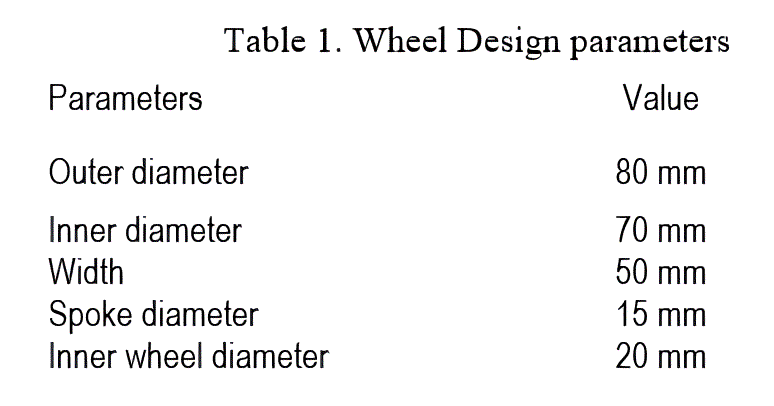 Table 1. Wheel Design parameters
Parameters Value
Outer diameter 80 mm
Inner diameter 70 mm
Width 50 mm
Spoke diameter 15 mm
Inner wheel diameter 20 mm